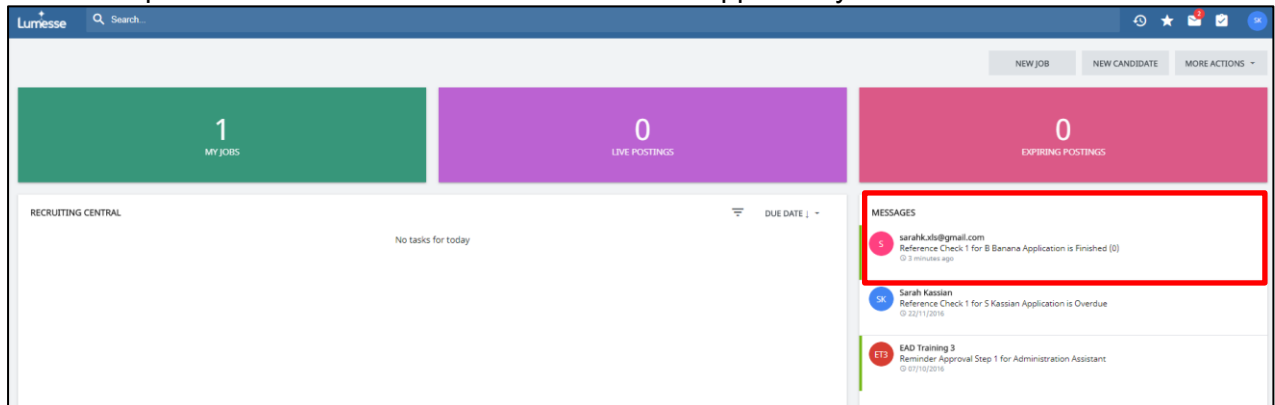 Lumesse
Search...
2
SK
NEW JOB
NEW CANDIDATE
MORE ACTIONS
1
MY JOBS
0
LIVE POSTINGS
0
EXPIRING POSTINGS
RECRUITING CENTRAL
DUE DATE ↓
No tasks for today
MESSAGES
S
sarahk.xls@gmail.com
Reference Check 1 for B Banana Application is Finished (0)
3 minutes ago
SK
Sarah Kassian
Reference Check 1 for S Kassian Application is Overdue
22/11/2016
ET3
EAD Training 3
Reminder Approval Step 1 for Administration Assistant
07/10/2016